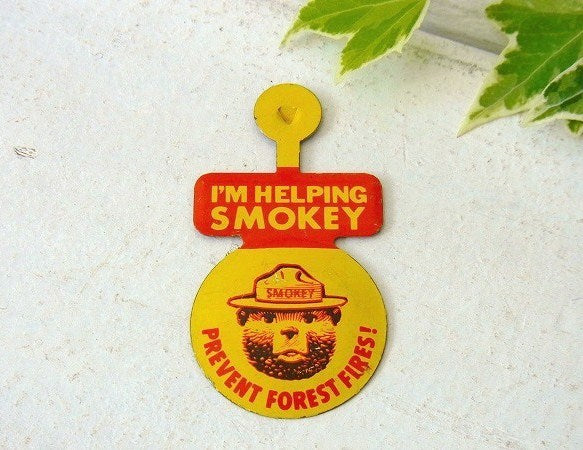 I'M HELPING
SMOKEY
SMOKEY
PREVENT FOREST FIRES!